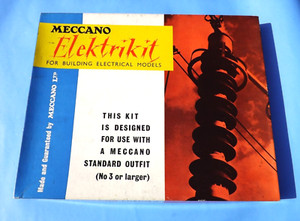 MECCANO
Elektrikit
FOR BUILDING ELECTRICAL MODELS
Made and Guaranteed by MECCANO LTD
THIS KIT
IS DESIGNED
FOR USE WITH
A MECCANO
STANDARD OUTFIT
(No 3 or larger)